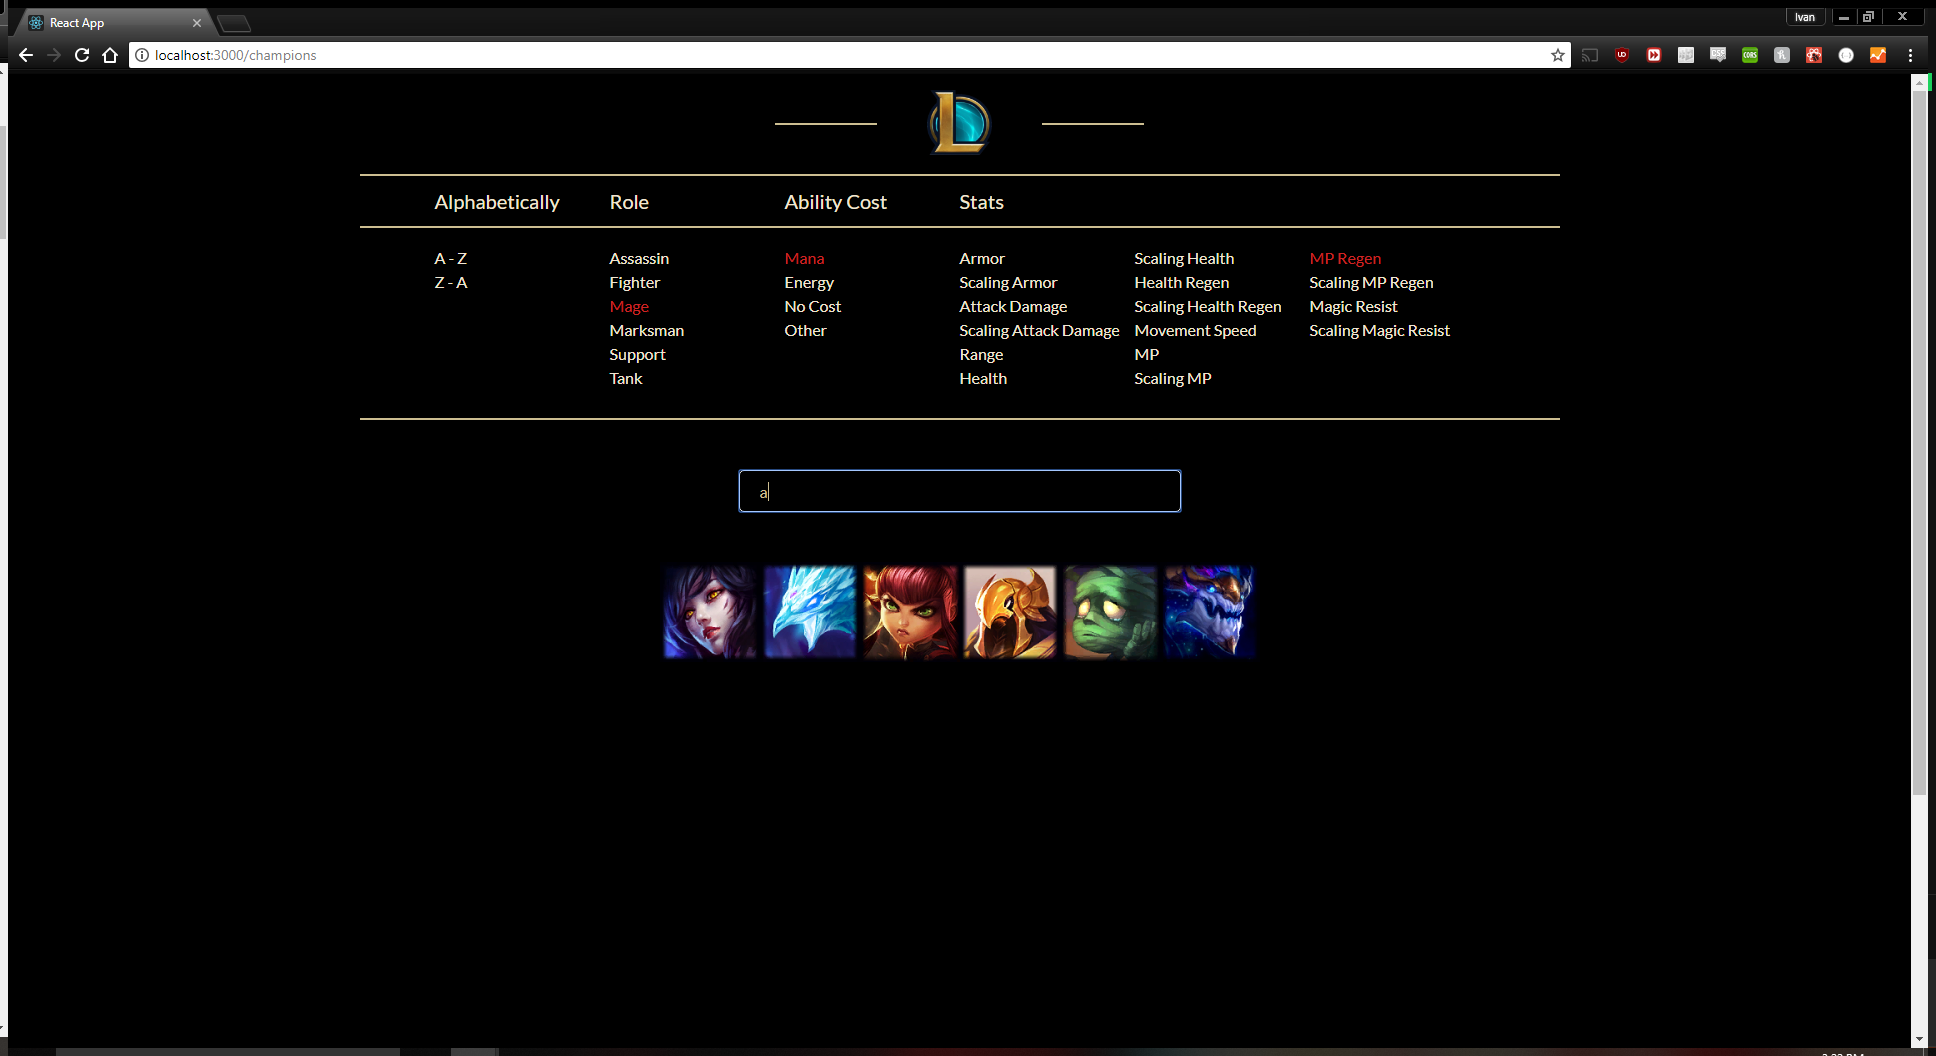 React App
Ivan
localhost:3000/champions
Alphabetically Role Ability Cost Stats
A - Z Assassin Mana Armor Scaling Health MP Regen
Z - A Fighter Energy Scaling Armor Health Regen Scaling MP Regen
Mage No Cost Attack Damage Scaling Health Regen Magic Resist
Marksman Other Scaling Attack Damage Movement Speed Scaling Magic Resist
Support Range MP
Tank Health Scaling MP
a